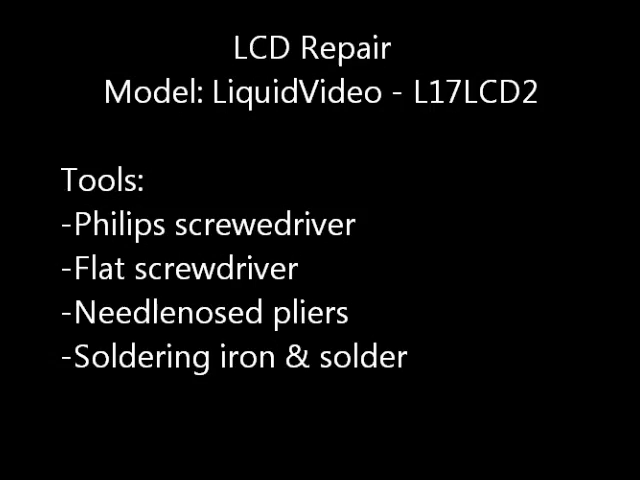 LCD Repair
Model: LiquidVideo - L17LCD2
Tools:
-Philips screwedriver
-Flat screwdriver
-Needlenosed pliers
-Soldering iron & solder